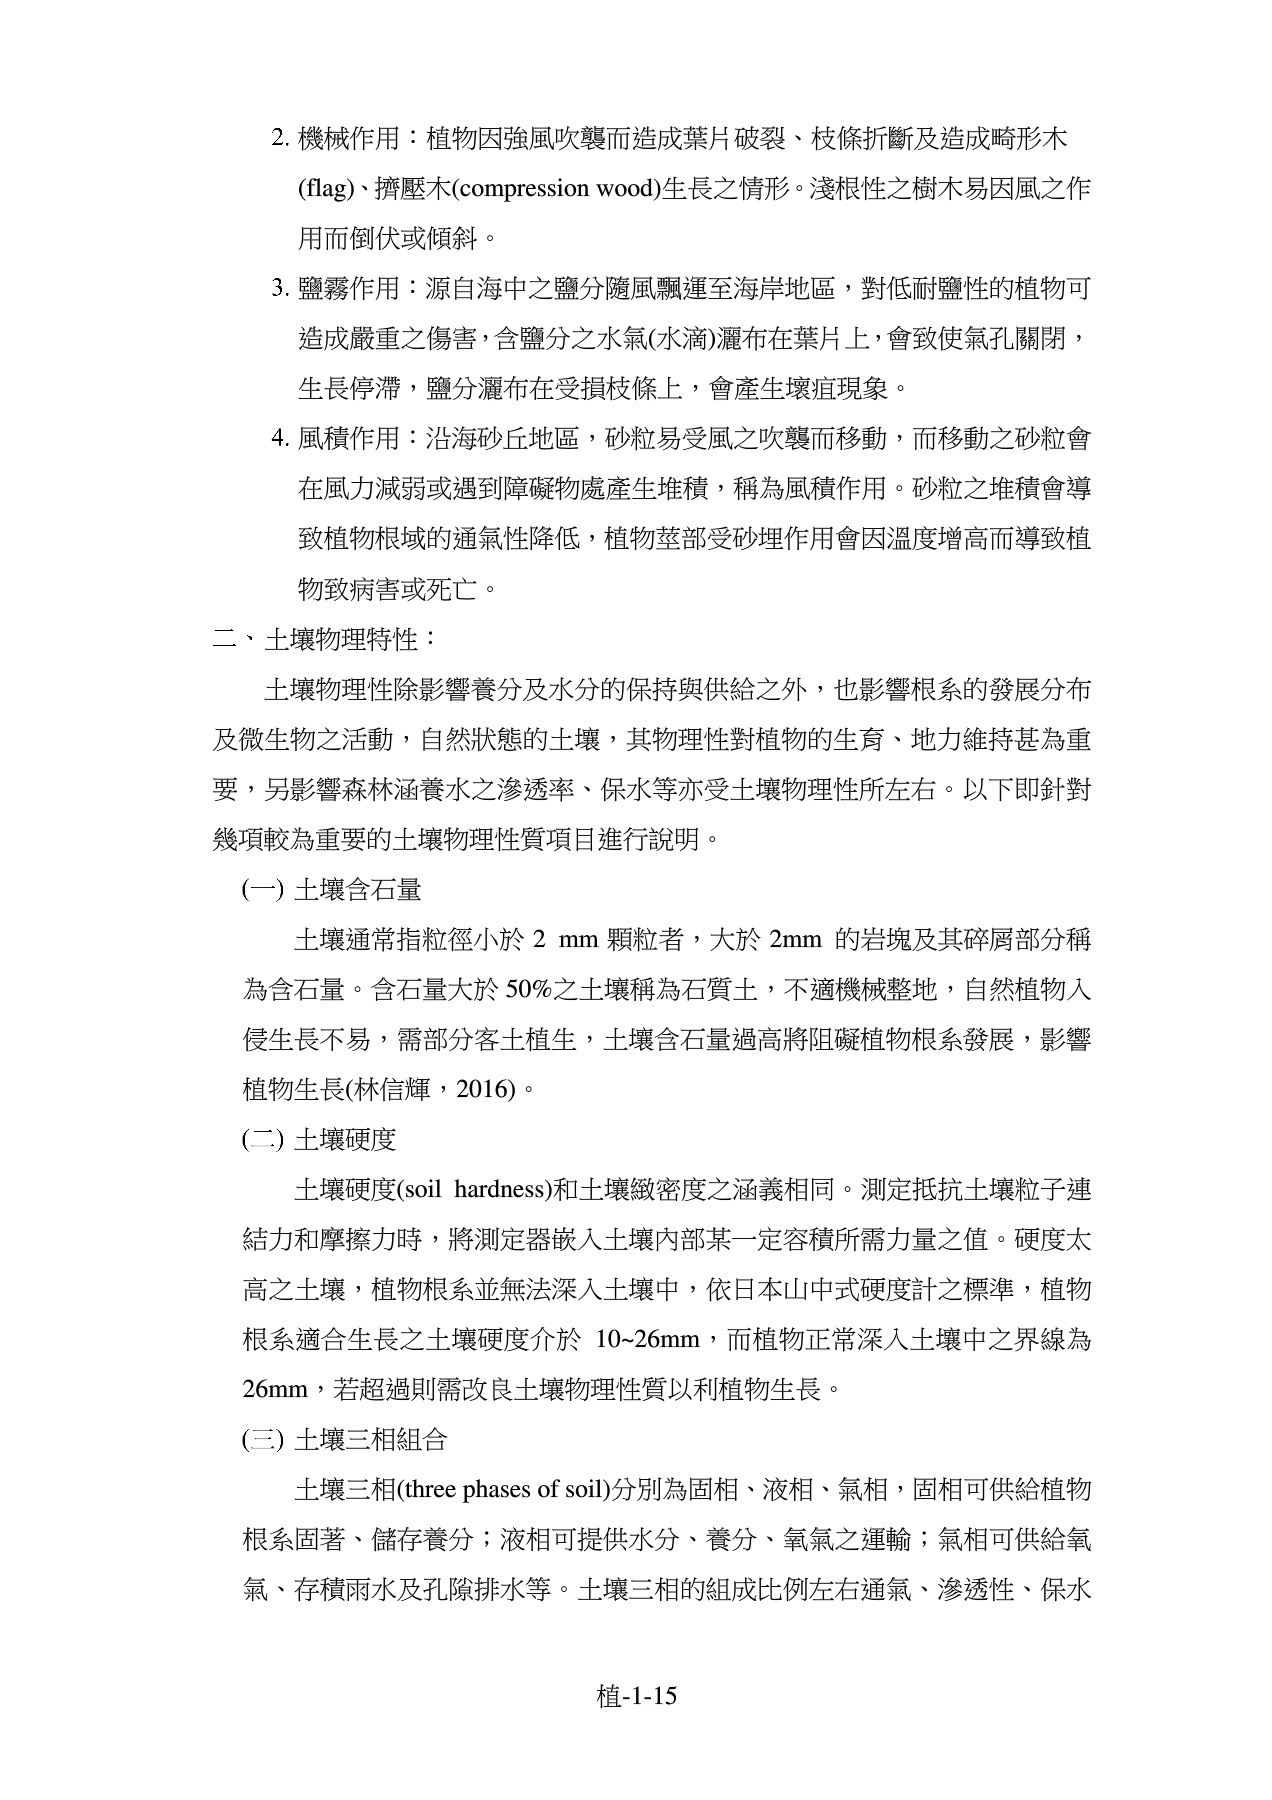 2. 機械作用：植物因強風吹襲而造成葉片破裂、枝條折斷及造成畸形木
(flag)、擠壓木(compression wood)生長之情形。淺根性之樹木易因風之作
用而倒伏或傾斜。
3. 鹽霧作用：源自海中之鹽分隨風飄運至海岸地區，對低耐鹽性的植物可
造成嚴重之傷害，含鹽分之水氣(水滴)灑布在葉片上，會致使氣孔關閉，
生長停滯，鹽分灑布在受損枝條上，會產生壞疽現象。
4. 風積作用：沿海砂丘地區，砂粒易受風之吹襲而移動，而移動之砂粒會
在風力減弱或遇到障礙物處產生堆積，稱為風積作用。砂粒之堆積會導
致植物根域的通氣性降低，植物莖部受砂埋作用會因溫度增高而導致植
物致病害或死亡。
二、土壤物理特性：
土壤物理性除影響養分及水分的保持與供給之外，也影響根系的發展分布
及微生物之活動，自然狀態的土壤，其物理性對植物的生育、地力維持甚為重
要，另影響森林涵養水之滲透率、保水等亦受土壤物理性所左右。以下即針對
幾項較為重要的土壤物理性質項目進行說明。
(一) 土壤含石量
土壤通常指粒徑小於 2 mm 顆粒者，大於 2mm 的岩塊及其碎屑部分稱
為含石量。含石量大於 50%之土壤稱為石質土，不適機械整地，自然植物入
侵生長不易，需部分客土植生，土壤含石量過高將阻礙植物根系發展，影響
植物生長(林信輝，2016)。
(二) 土壤硬度
土壤硬度(soil hardness)和土壤緻密度之涵義相同。測定抵抗土壤粒子連
結力和摩擦力時，將測定器嵌入土壤內部某一定容積所需力量之值。硬度太
高之土壤，植物根系並無法深入土壤中，依日本山中式硬度計之標準，植物
根系適合生長之土壤硬度介於 10~26mm，而植物正常深入土壤中之界線為
26mm，若超過則需改良土壤物理性質以利植物生長。
(三) 土壤三相組合
土壤三相(three phases of soil)分別為固相、液相、氣相，固相可供給植物
根系固著、儲存養分；液相可提供水分、養分、氧氣之運輸；氣相可供給氧
氣、存積雨水及孔隙排水等。土壤三相的組成比例左右通氣、滲透性、保水
植-1-15